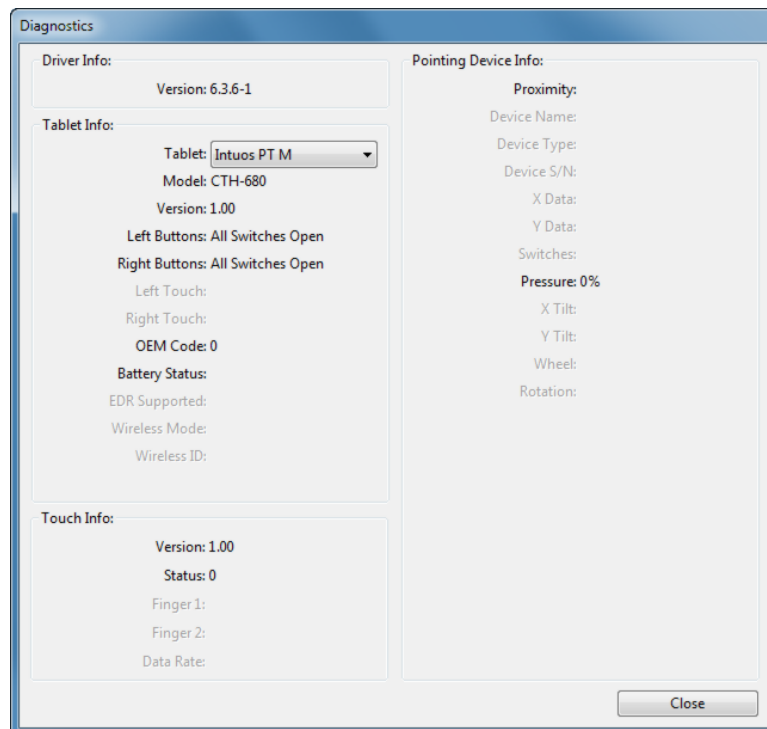 Diagnostics
Driver Info:
Version: 6.3.6-1
Tablet Info:
Tablet: Intuos PT M
Model: CTH-680
Version: 1.00
Left Buttons: All Switches Open
Right Buttons: All Switches Open
Left Touch:
Right Touch:
OEM Code: 0
Battery Status:
EDR Supported:
Wireless Mode:
Wireless ID:
Touch Info:
Version: 1.00
Status: 0
Finger 1:
Finger 2:
Data Rate:
Pointing Device Info:
Proximity:
Device Name:
Device Type:
Device S/N:
X Data:
Y Data:
Switches:
Pressure: 0%
X Tilt:
Y Tilt:
Wheel:
Rotation:
Close